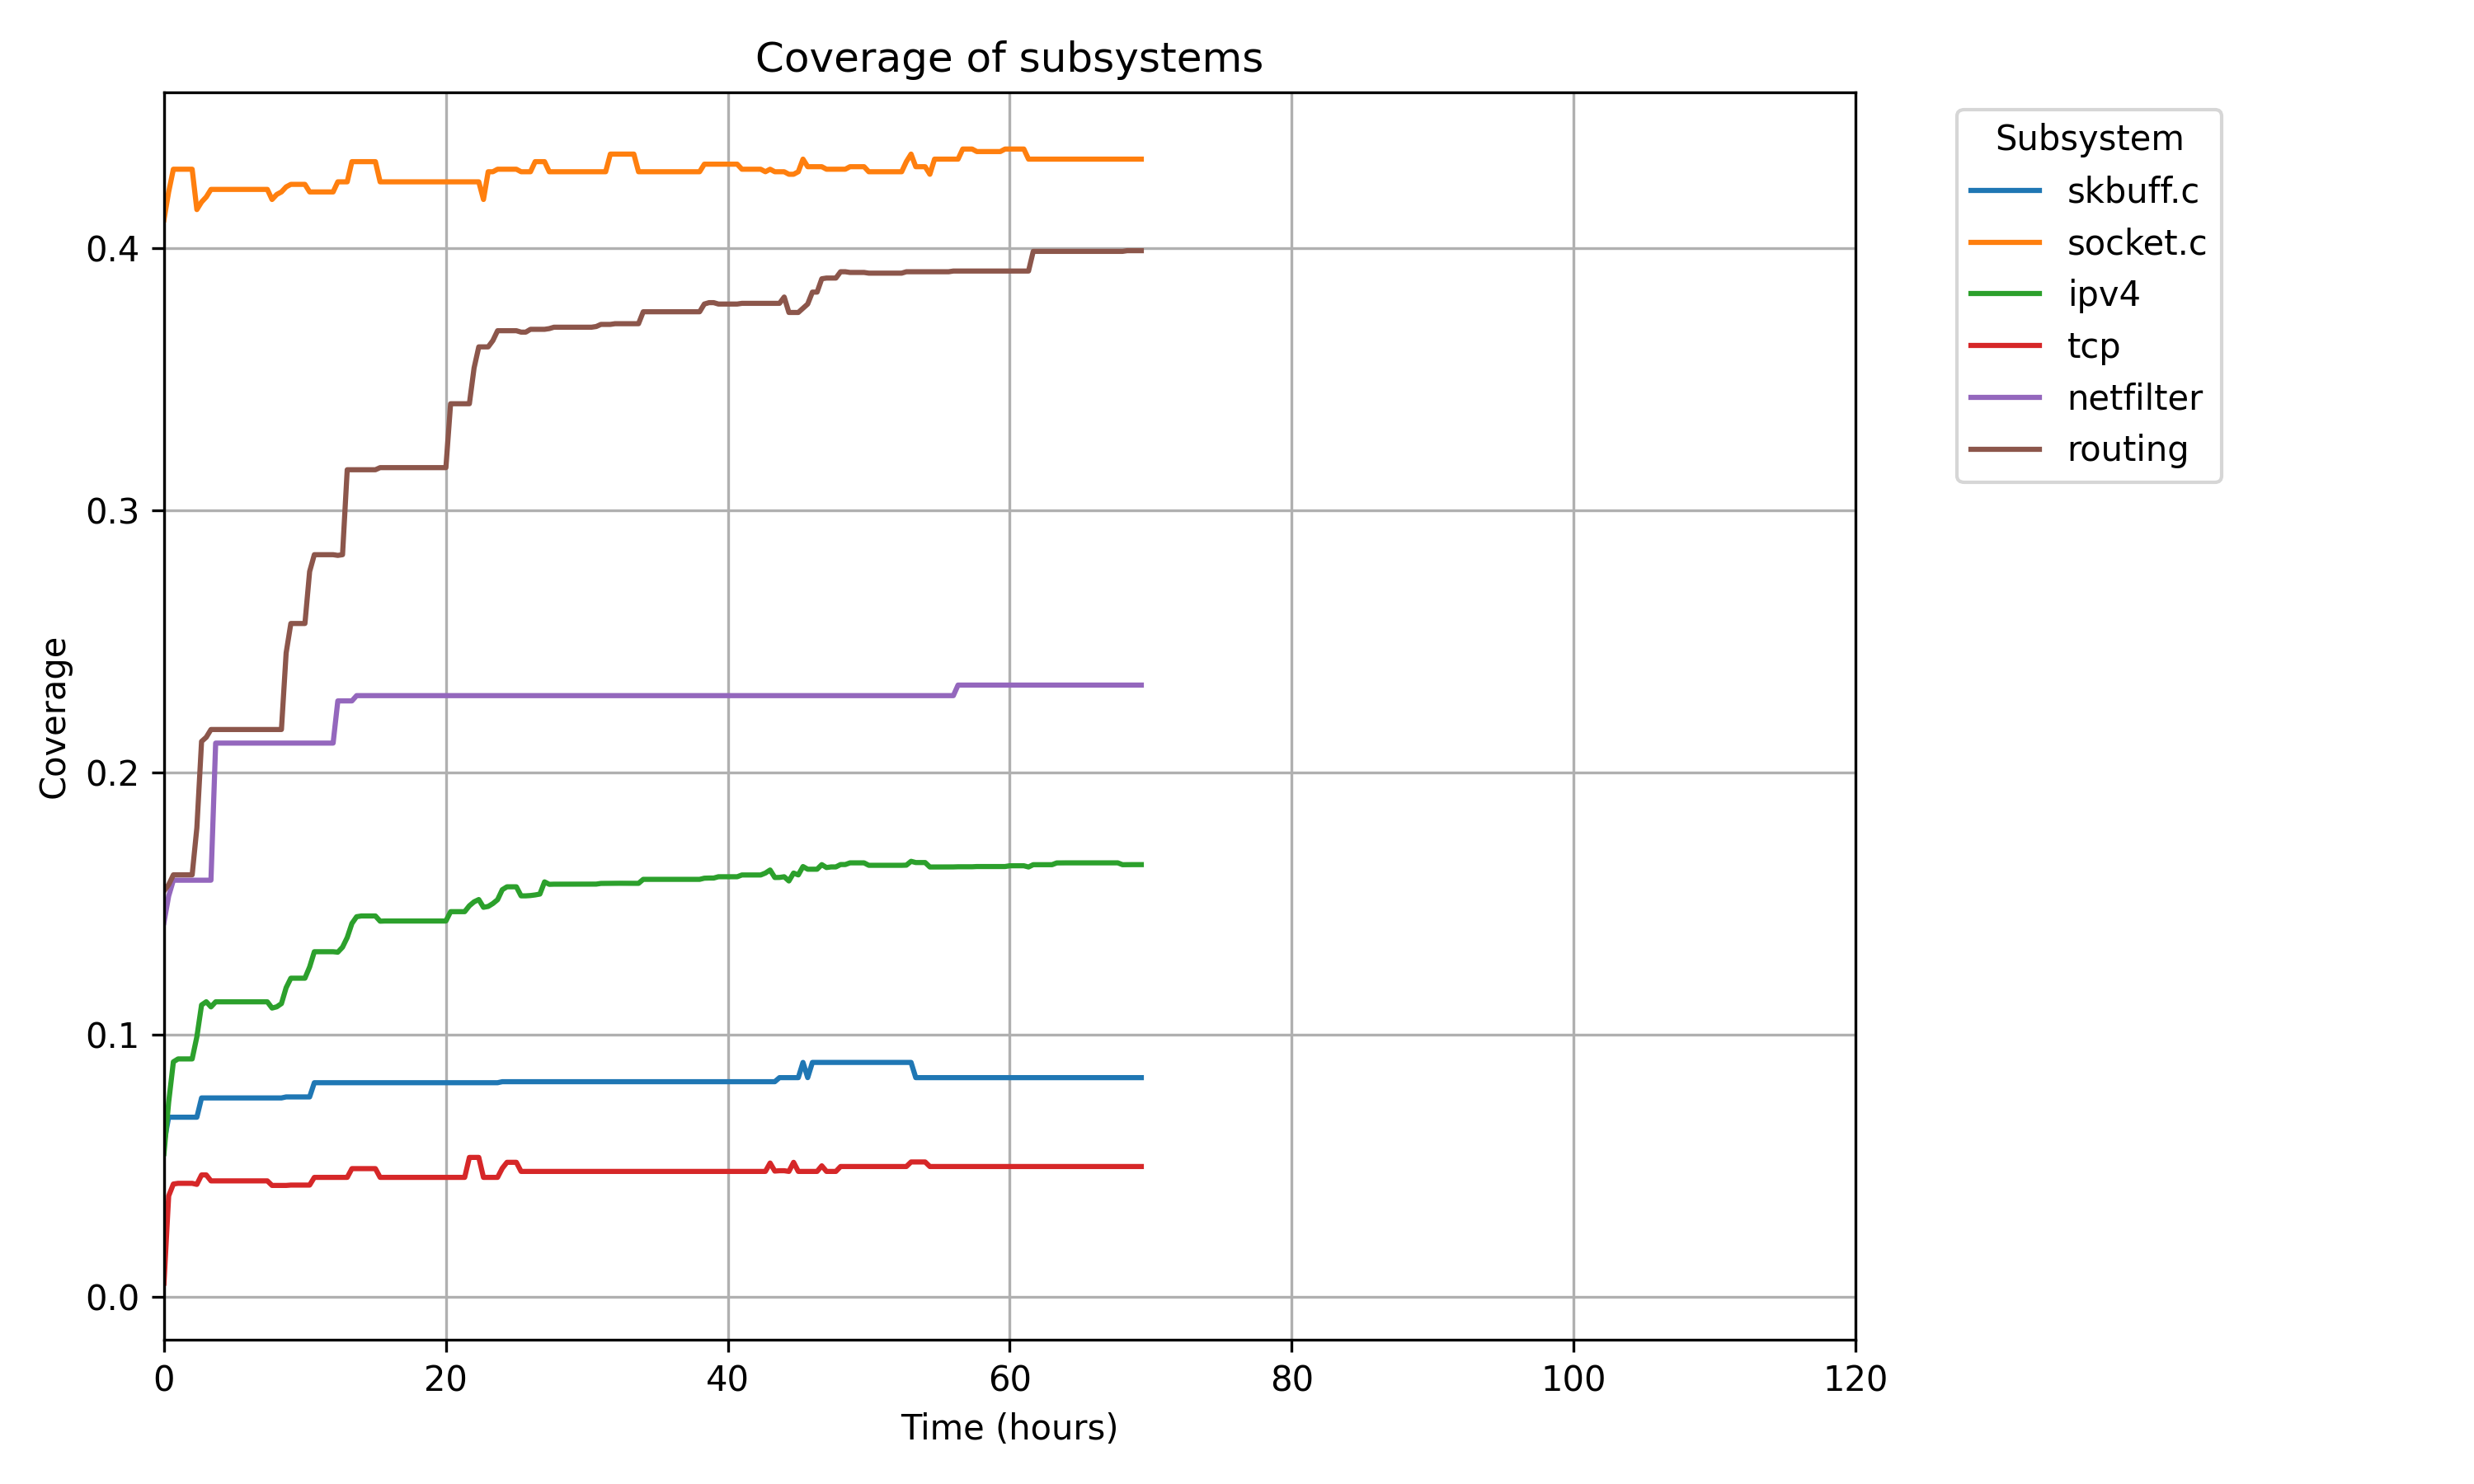 Coverage of subsystems
Subsystem
skbuff.c
socket.c
ipv4
tcp
netfilter
routing
Coverage
0.4
0.3
0.2
0.1
0.0
0 20 40 60 80 100 120
Time (hours)